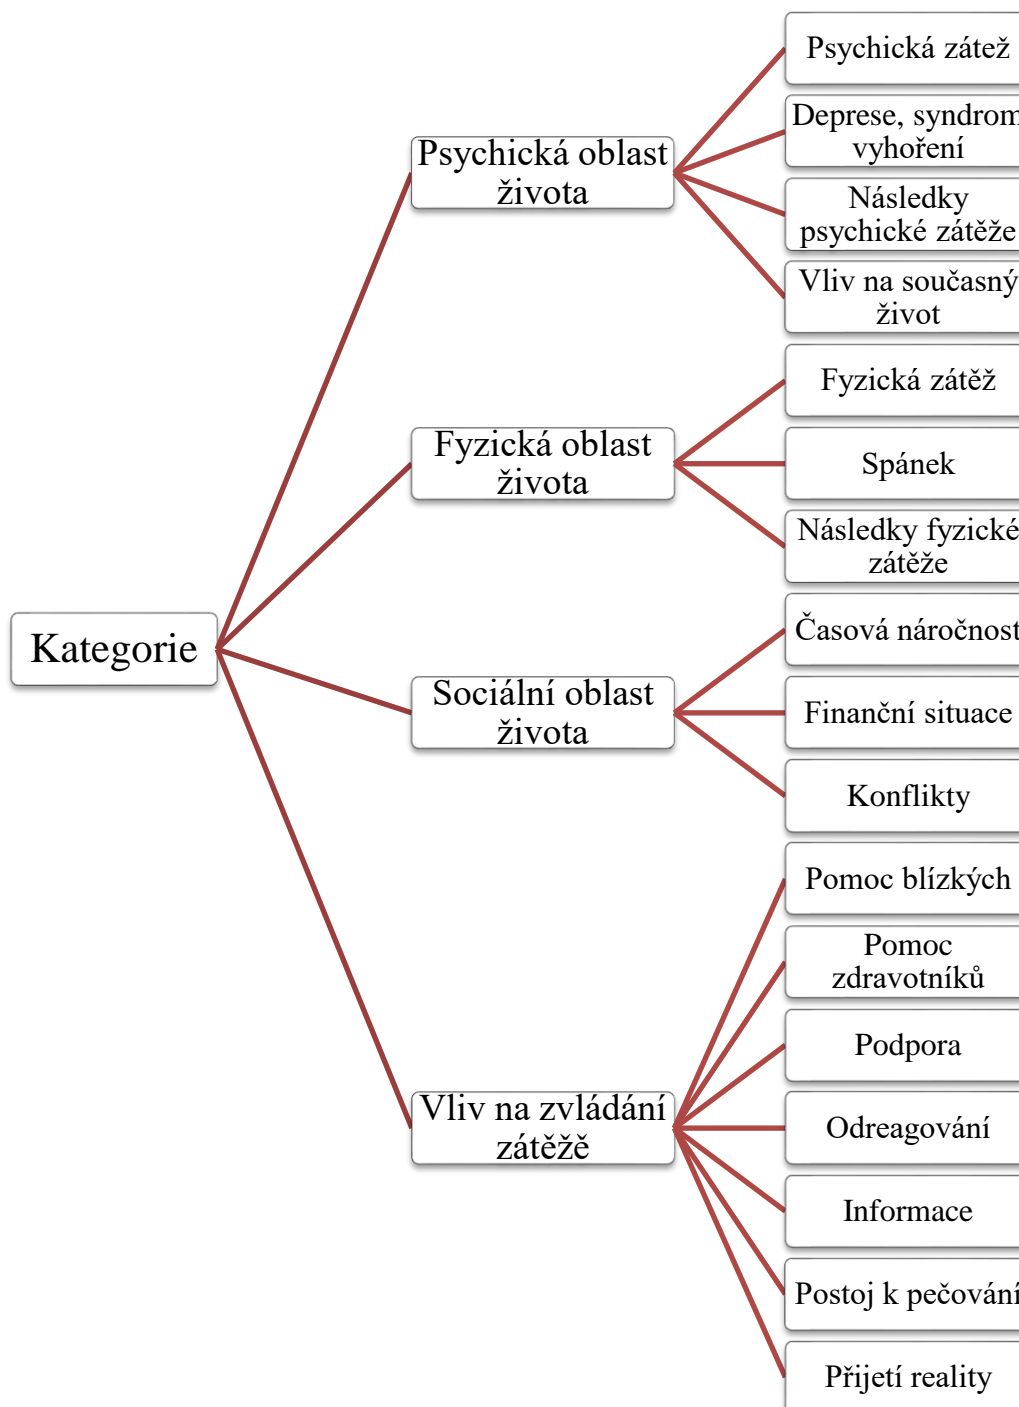 Kategorie
Psychická oblast
života
Psychická zátež
Deprese, syndrom
vyhoření
Následky
psychické zátěže
Vliv na současný
život
Fyzická oblast
života
Fyzická zátěž
Spánek
Následky fyzické
zátěže
Sociální oblast
života
Časová náročnost
Finanční situace
Konflikty
Vliv na zvládání
zátěžě
Pomoc blízkých
Pomoc
zdravotníků
Podpora
Odreagování
Informace
Postoj k pečování
Přijetí reality